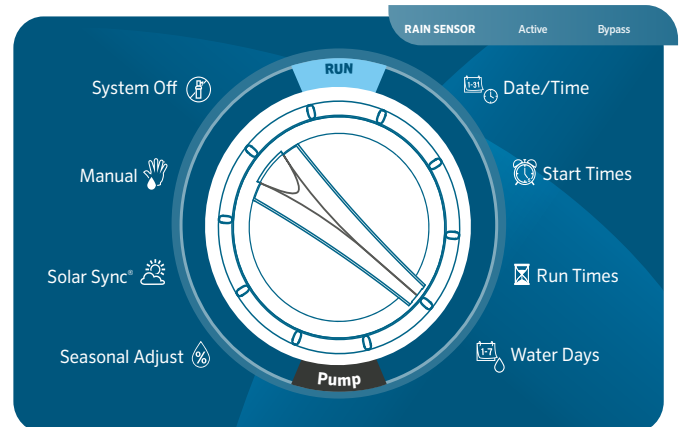 RAIN SENSOR Active Bypass
RUN
System Off
Date/Time
1-31
Manual
Start Times
Solar Sync®
Run Times
Seasonal Adjust %
1-7
Water Days
Pump